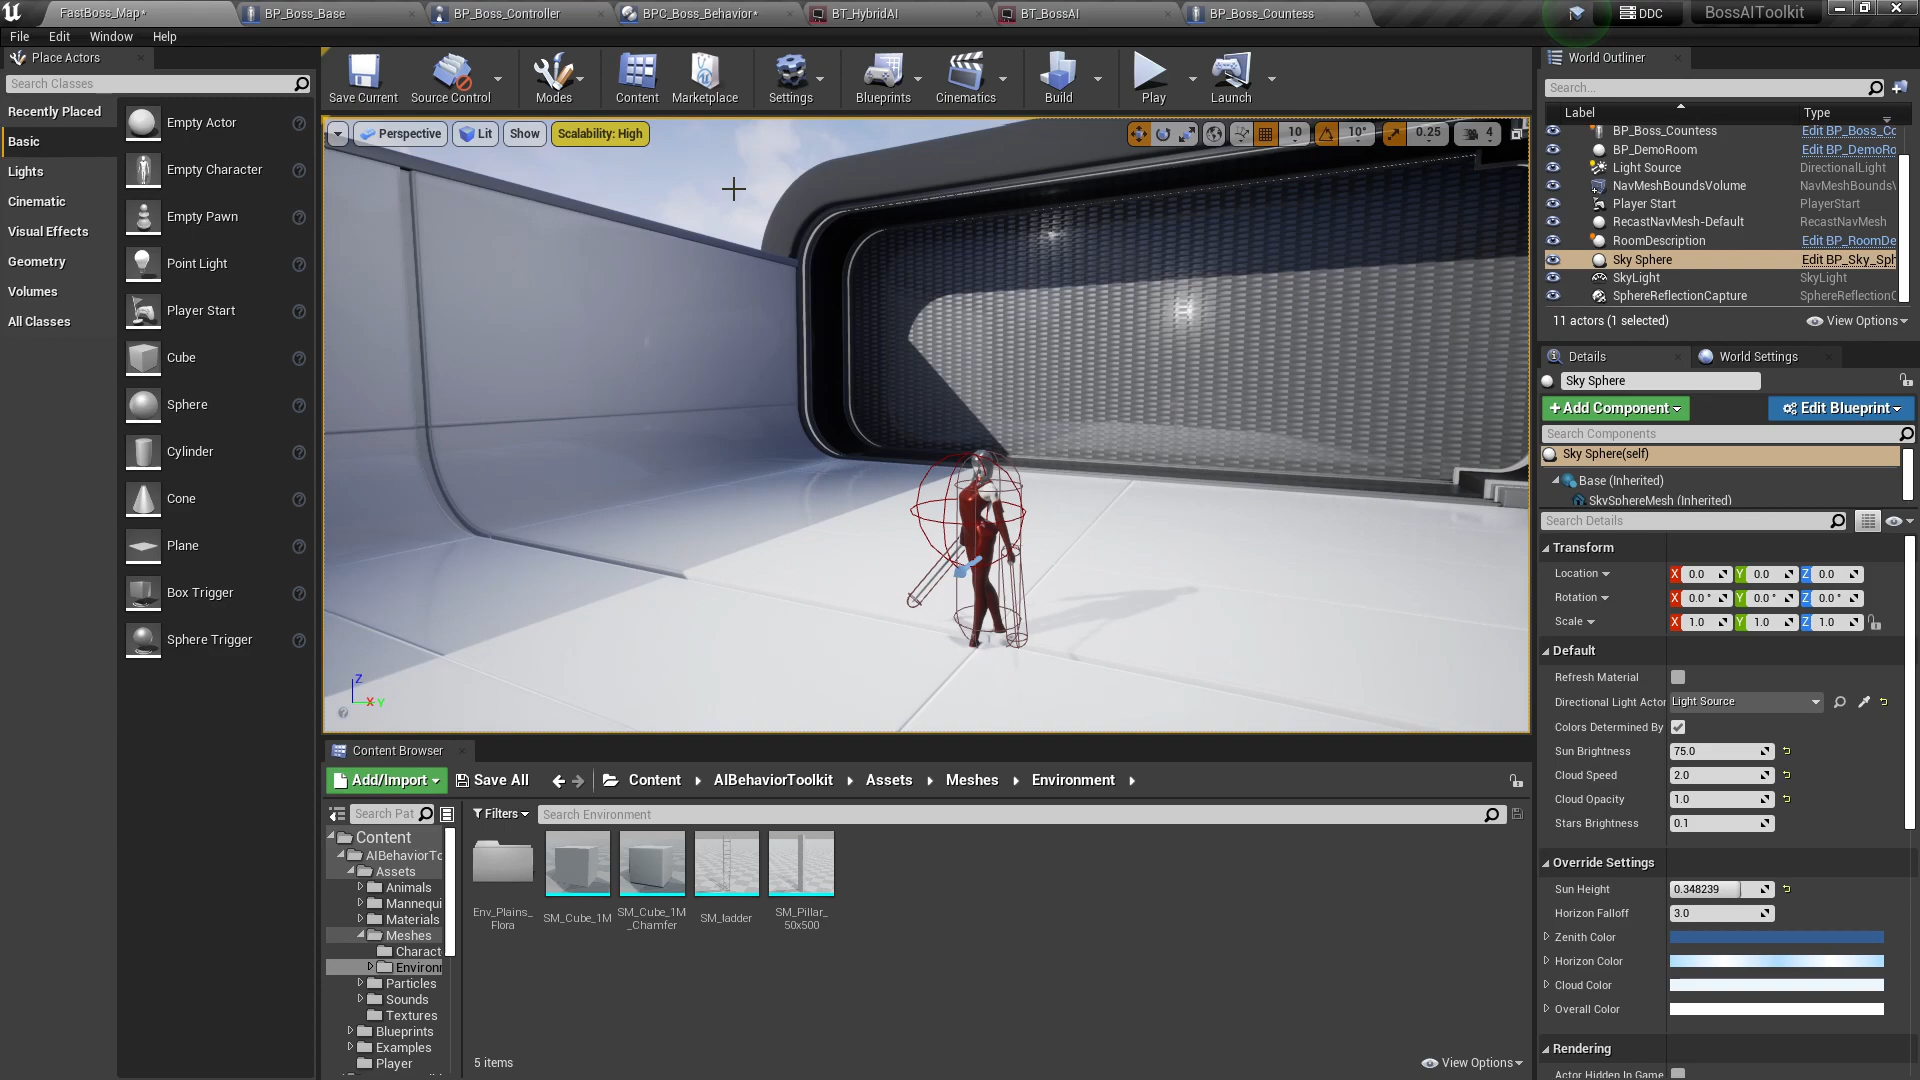 FastBoss_Map*
BP_Boss_Base
BP_Boss_Controller
BPC_Boss_Behavior*
BT_HybridAI
BT_BossAI
BP_Boss_Countess
DDC
BossAIToolkit
File Edit Window Help
Place Actors
Search Classes
Recently Placed
Basic
Lights
Cinematic
Visual Effects
Geometry
Volumes
All Classes
Empty Actor
Empty Character
Empty Pawn
Point Light
Player Start
Cube
Sphere
Cylinder
Cone
Plane
Box Trigger
Sphere Trigger
Save Current
Source Control
Modes
Content
Marketplace
Settings
Blueprints
Cinematics
Build
Play
Launch
Perspective
Lit
Show
Scalability: High
10
10°
0.25
4
Z
X
Y
World Outliner
Search...
Label Type
BP_Boss_Countess Edit BP_Boss_Co
BP_DemoRoom Edit BP_DemoRo
Light Source DirectionalLight
NavMeshBoundsVolume NavMeshBoundsV
Player Start PlayerStart
RecastNavMesh-Default RecastNavMesh
RoomDescription Edit BP_RoomDe
Sky Sphere Edit BP_Sky_Sph
SkyLight SkyLight
SphereReflectionCapture SphereReflectionC
11 actors (1 selected)
View Options
Details
World Settings
Sky Sphere
+Add Component
Edit Blueprint
Search Components
Sky Sphere(self)
Base (Inherited)
SkySphereMesh (Inherited)
Search Details
Transform
Location X 0.0 Y 0.0 Z 0.0
Rotation X 0.0 ° Y 0.0 ° Z 0.0 °
Scale X 1.0 Y 1.0 Z 1.0
Default
Refresh Material
Directional Light Actor Light Source
Colors Determined By
Sun Brightness 75.0
Cloud Speed 2.0
Cloud Opacity 1.0
Stars Brightness 0.1
Override Settings
Sun Height 0.348239
Horizon Falloff 3.0
Zenith Color
Horizon Color
Cloud Color
Overall Color
Rendering
Actor Hidden In Game
Content Browser
Add/Import
Save All
Content
AIBehaviorToolkit
Assets
Meshes
Environment
Search Pat
Filters
Search Environment
Content
AIBehaviorTo
Assets
Animals
Mannequi
Materials
Meshes
Charact
Environ
Particles
Sounds
Textures
Blueprints
Examples
Player
Env_Plains_
Flora
SM_Cube_1M
SM_Cube_1M
_Chamfer
SM_ladder
SM_Pillar_
50x500
5 items
View Options